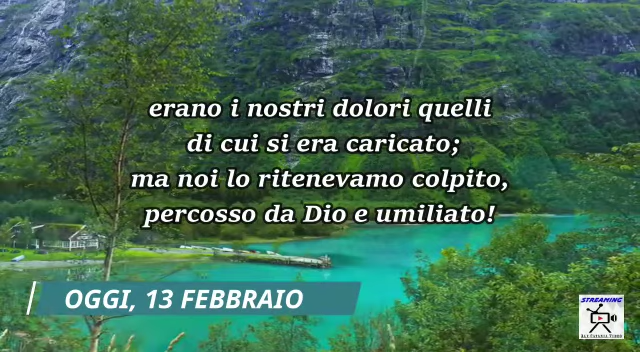 erano i nostri dolori quelli
di cui si era caricato;
ma noi lo ritenevamo colpito,
percosso da Dio e umiliato!
OGGI, 13 FEBBRAIO
STREAMING